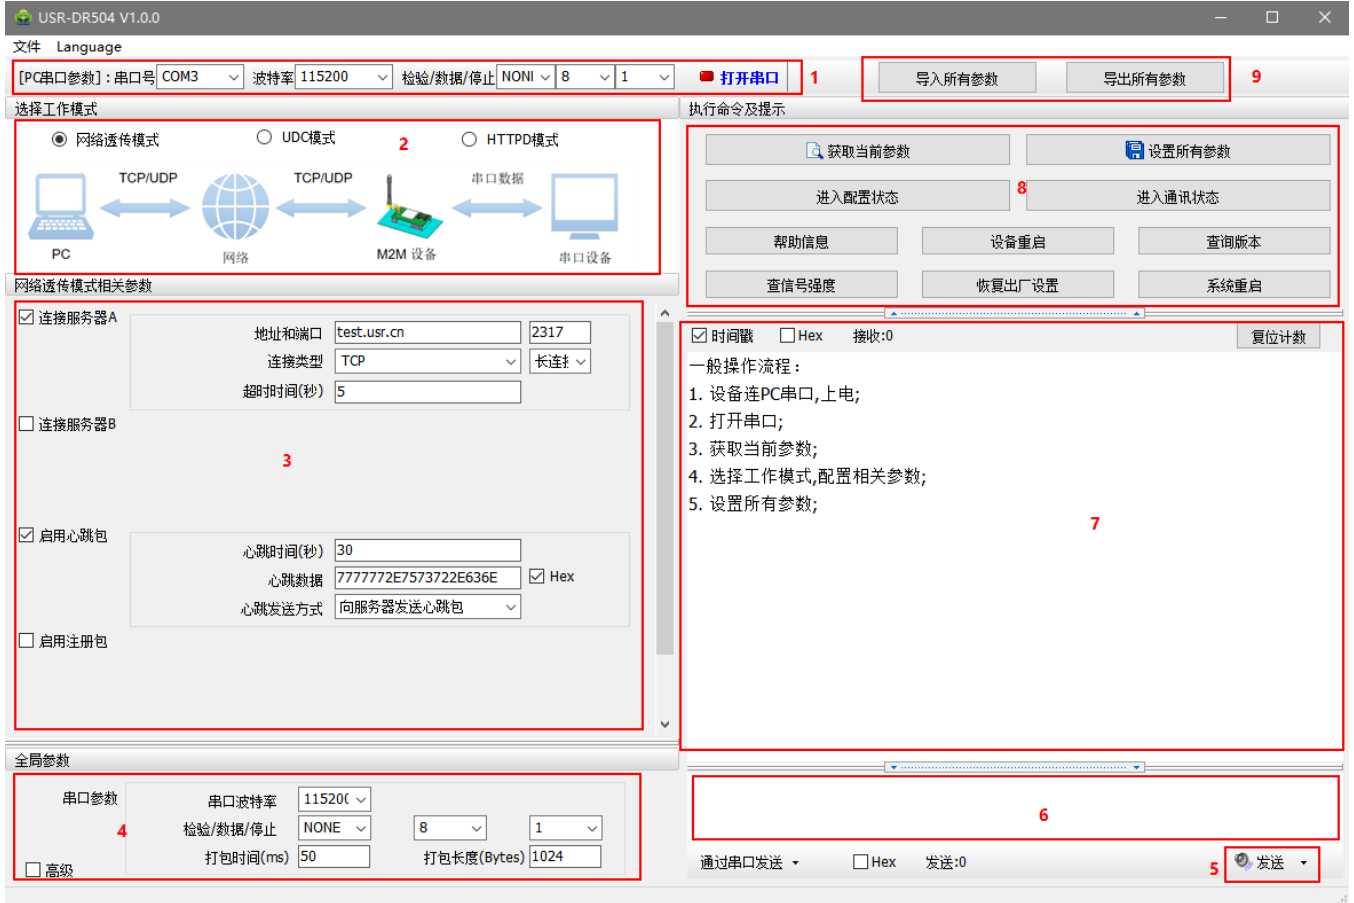 USR-DR504 V1.0.0
文件 Language
[PC串口参数]：串口号 COM3 波特率 115200 检验/数据/停止 NONI 8 1 打开串口 1 导入所有参数 导出所有参数 9
选择工作模式
网络透传模式 UDC模式 2 HTTPD模式
TCP/UDP TCP/UDP 串口数据
PC 网络 M2M 设备 串口设备
网络透传模式相关参数
连接服务器A
地址和端口 test.usr.cn 2317
连接类型 TCP 长连接
超时时间(秒) 5
连接服务器B
3
启用心跳包
心跳时间(秒) 30
心跳数据 7777772E7573722E636E Hex
心跳发送方式 向服务器发送心跳包
启用注册包
全局参数
串口参数 串口波特率 115200
4 检验/数据/停止 NONE 8 1
打包时间(ms) 50 打包长度(Bytes) 1024
高级
执行命令及提示
获取当前参数 设置所有参数
进入配置状态 8 进入通讯状态
帮助信息 设备重启 查询版本
查信号强度 恢复出厂设置 系统重启
时间戳 Hex 接收:0 复位计数
一般操作流程：
1. 设备连PC串口,上电;
2. 打开串口;
3. 获取当前参数;
4. 选择工作模式,配置相关参数;
5. 设置所有参数;
7
6
通过串口发送 Hex 发送:0 5 发送